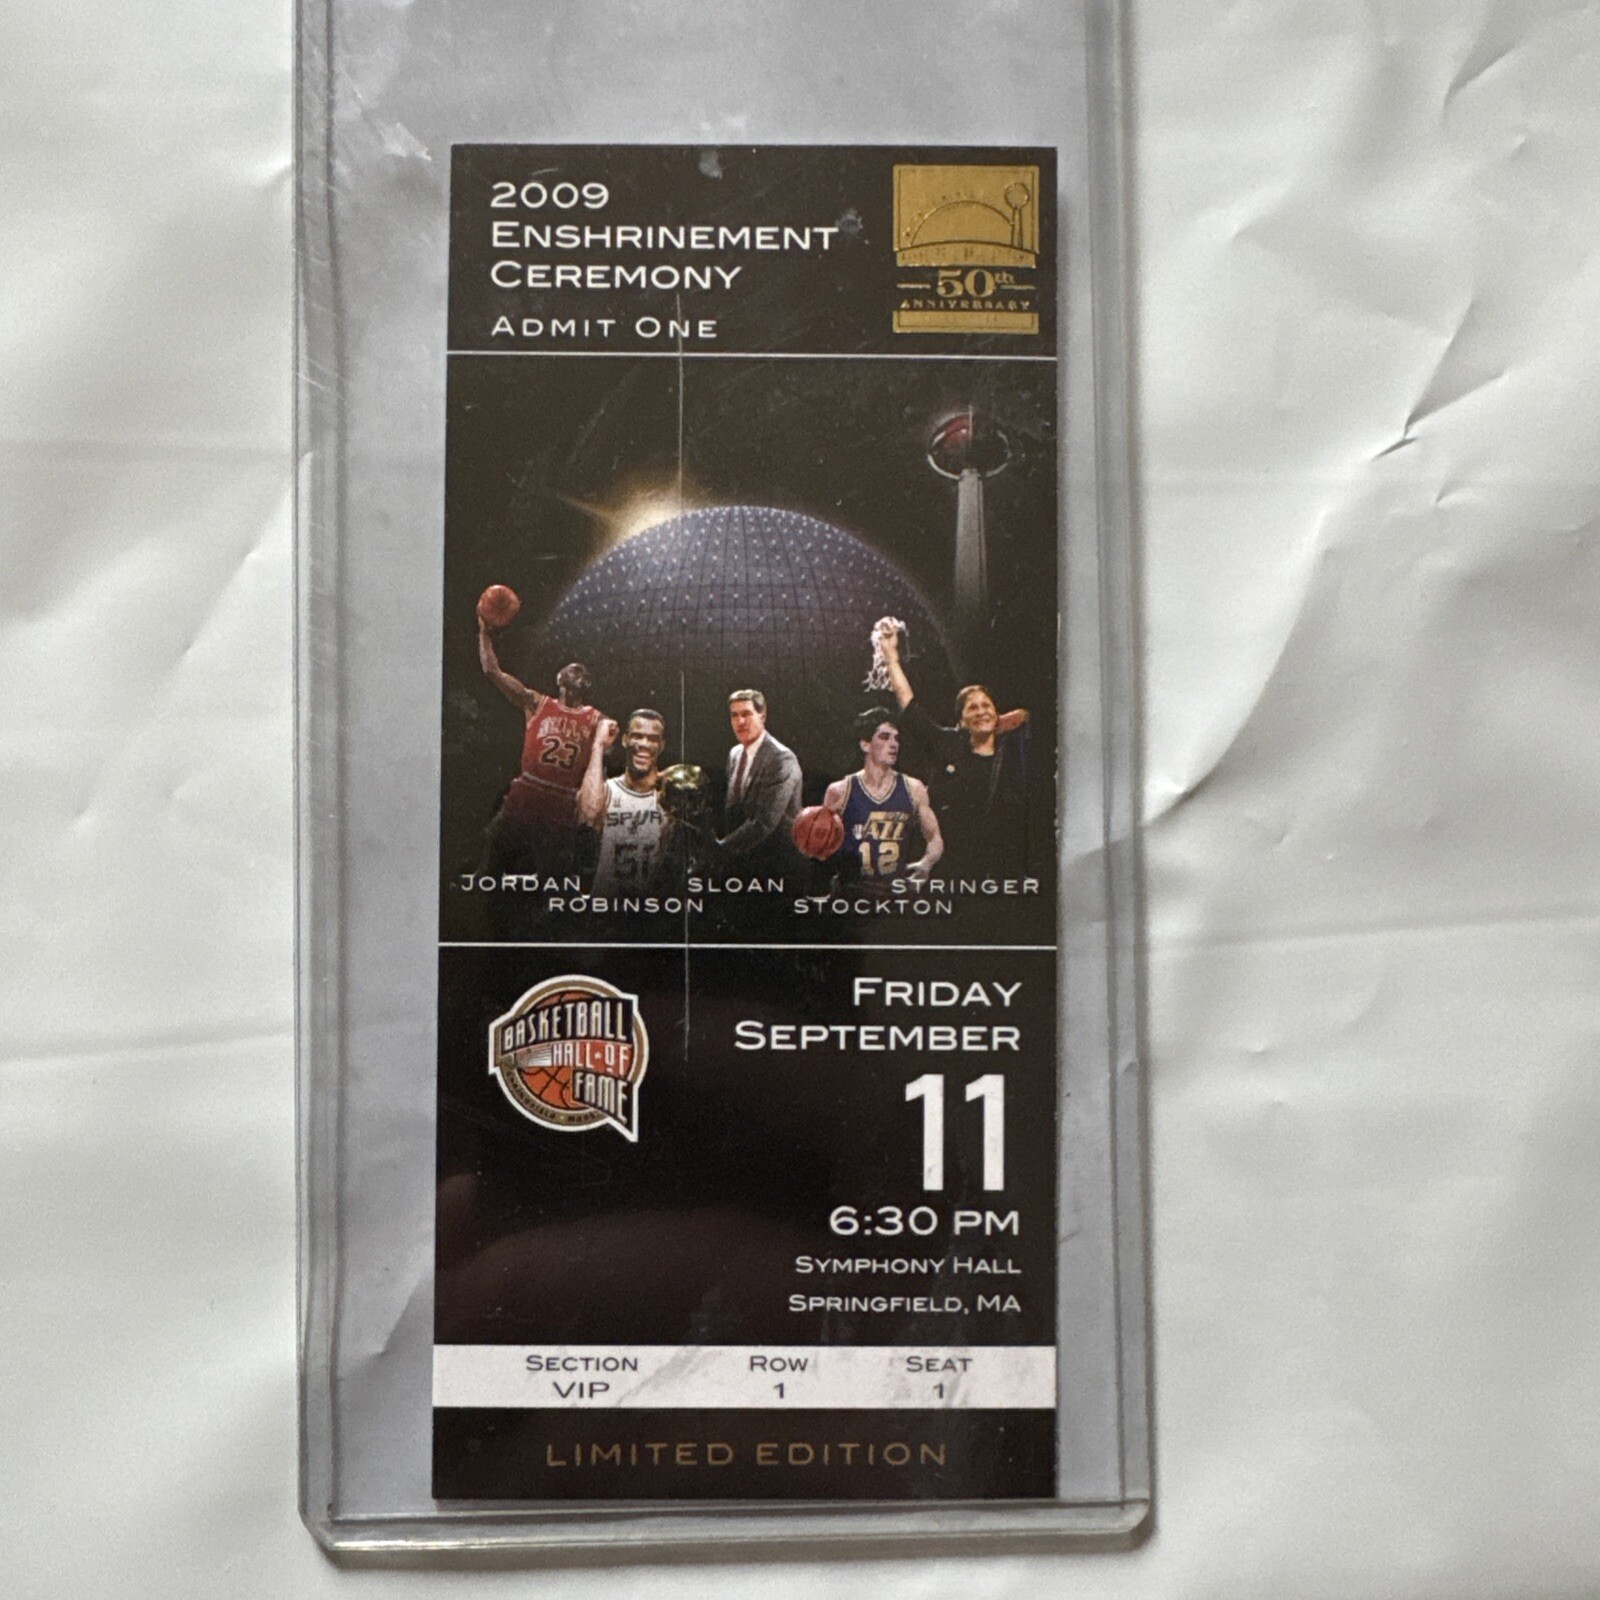 2009
ENSHRINEMENT
CEREMONY
ADMIT ONE
50th
ANNIVERSARY
BULLS
23
SPUR
51
JAZZ
12
JORDAN
ROBINSON
SLOAN
STOCKTON
STRINGER
BASKETBALL
HALL OF
FAME
FRIDAY
SEPTEMBER
11
6:30 PM
SYMPHONY HALL
SPRINGFIELD, MA
SECTION ROW SEAT
VIP 1 1
LIMITED EDITION